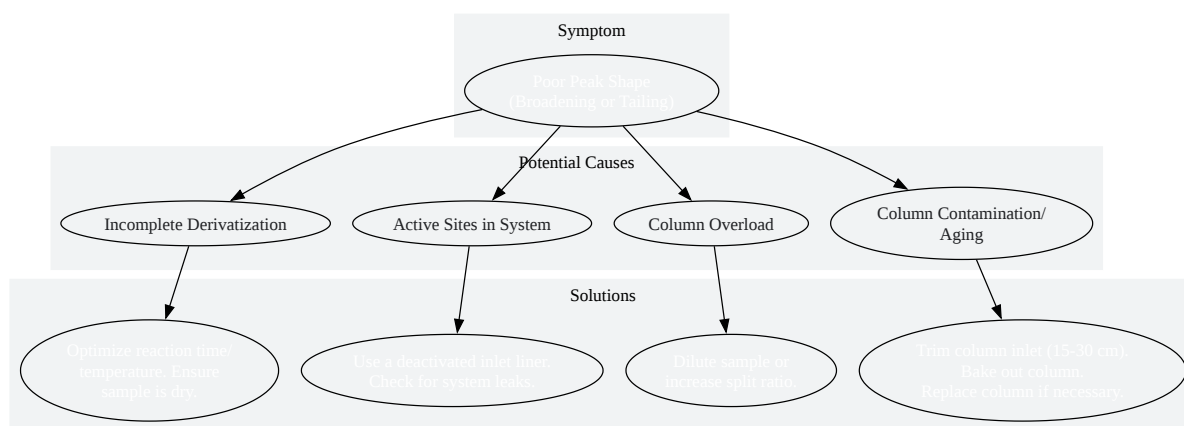 Symptom
Poor Peak Shape
(Broadening or Tailing)
Potential Causes
Incomplete Derivatization
Active Sites in System
Column Overload
Column Contamination/
Aging
Solutions
Optimize reaction time/
temperature. Ensure
sample is dry.
Use a deactivated inlet liner.
Check for system leaks.
Dilute sample or
increase split ratio.
Trim column inlet (15-30 cm).
Bake out column.
Replace column if necessary.